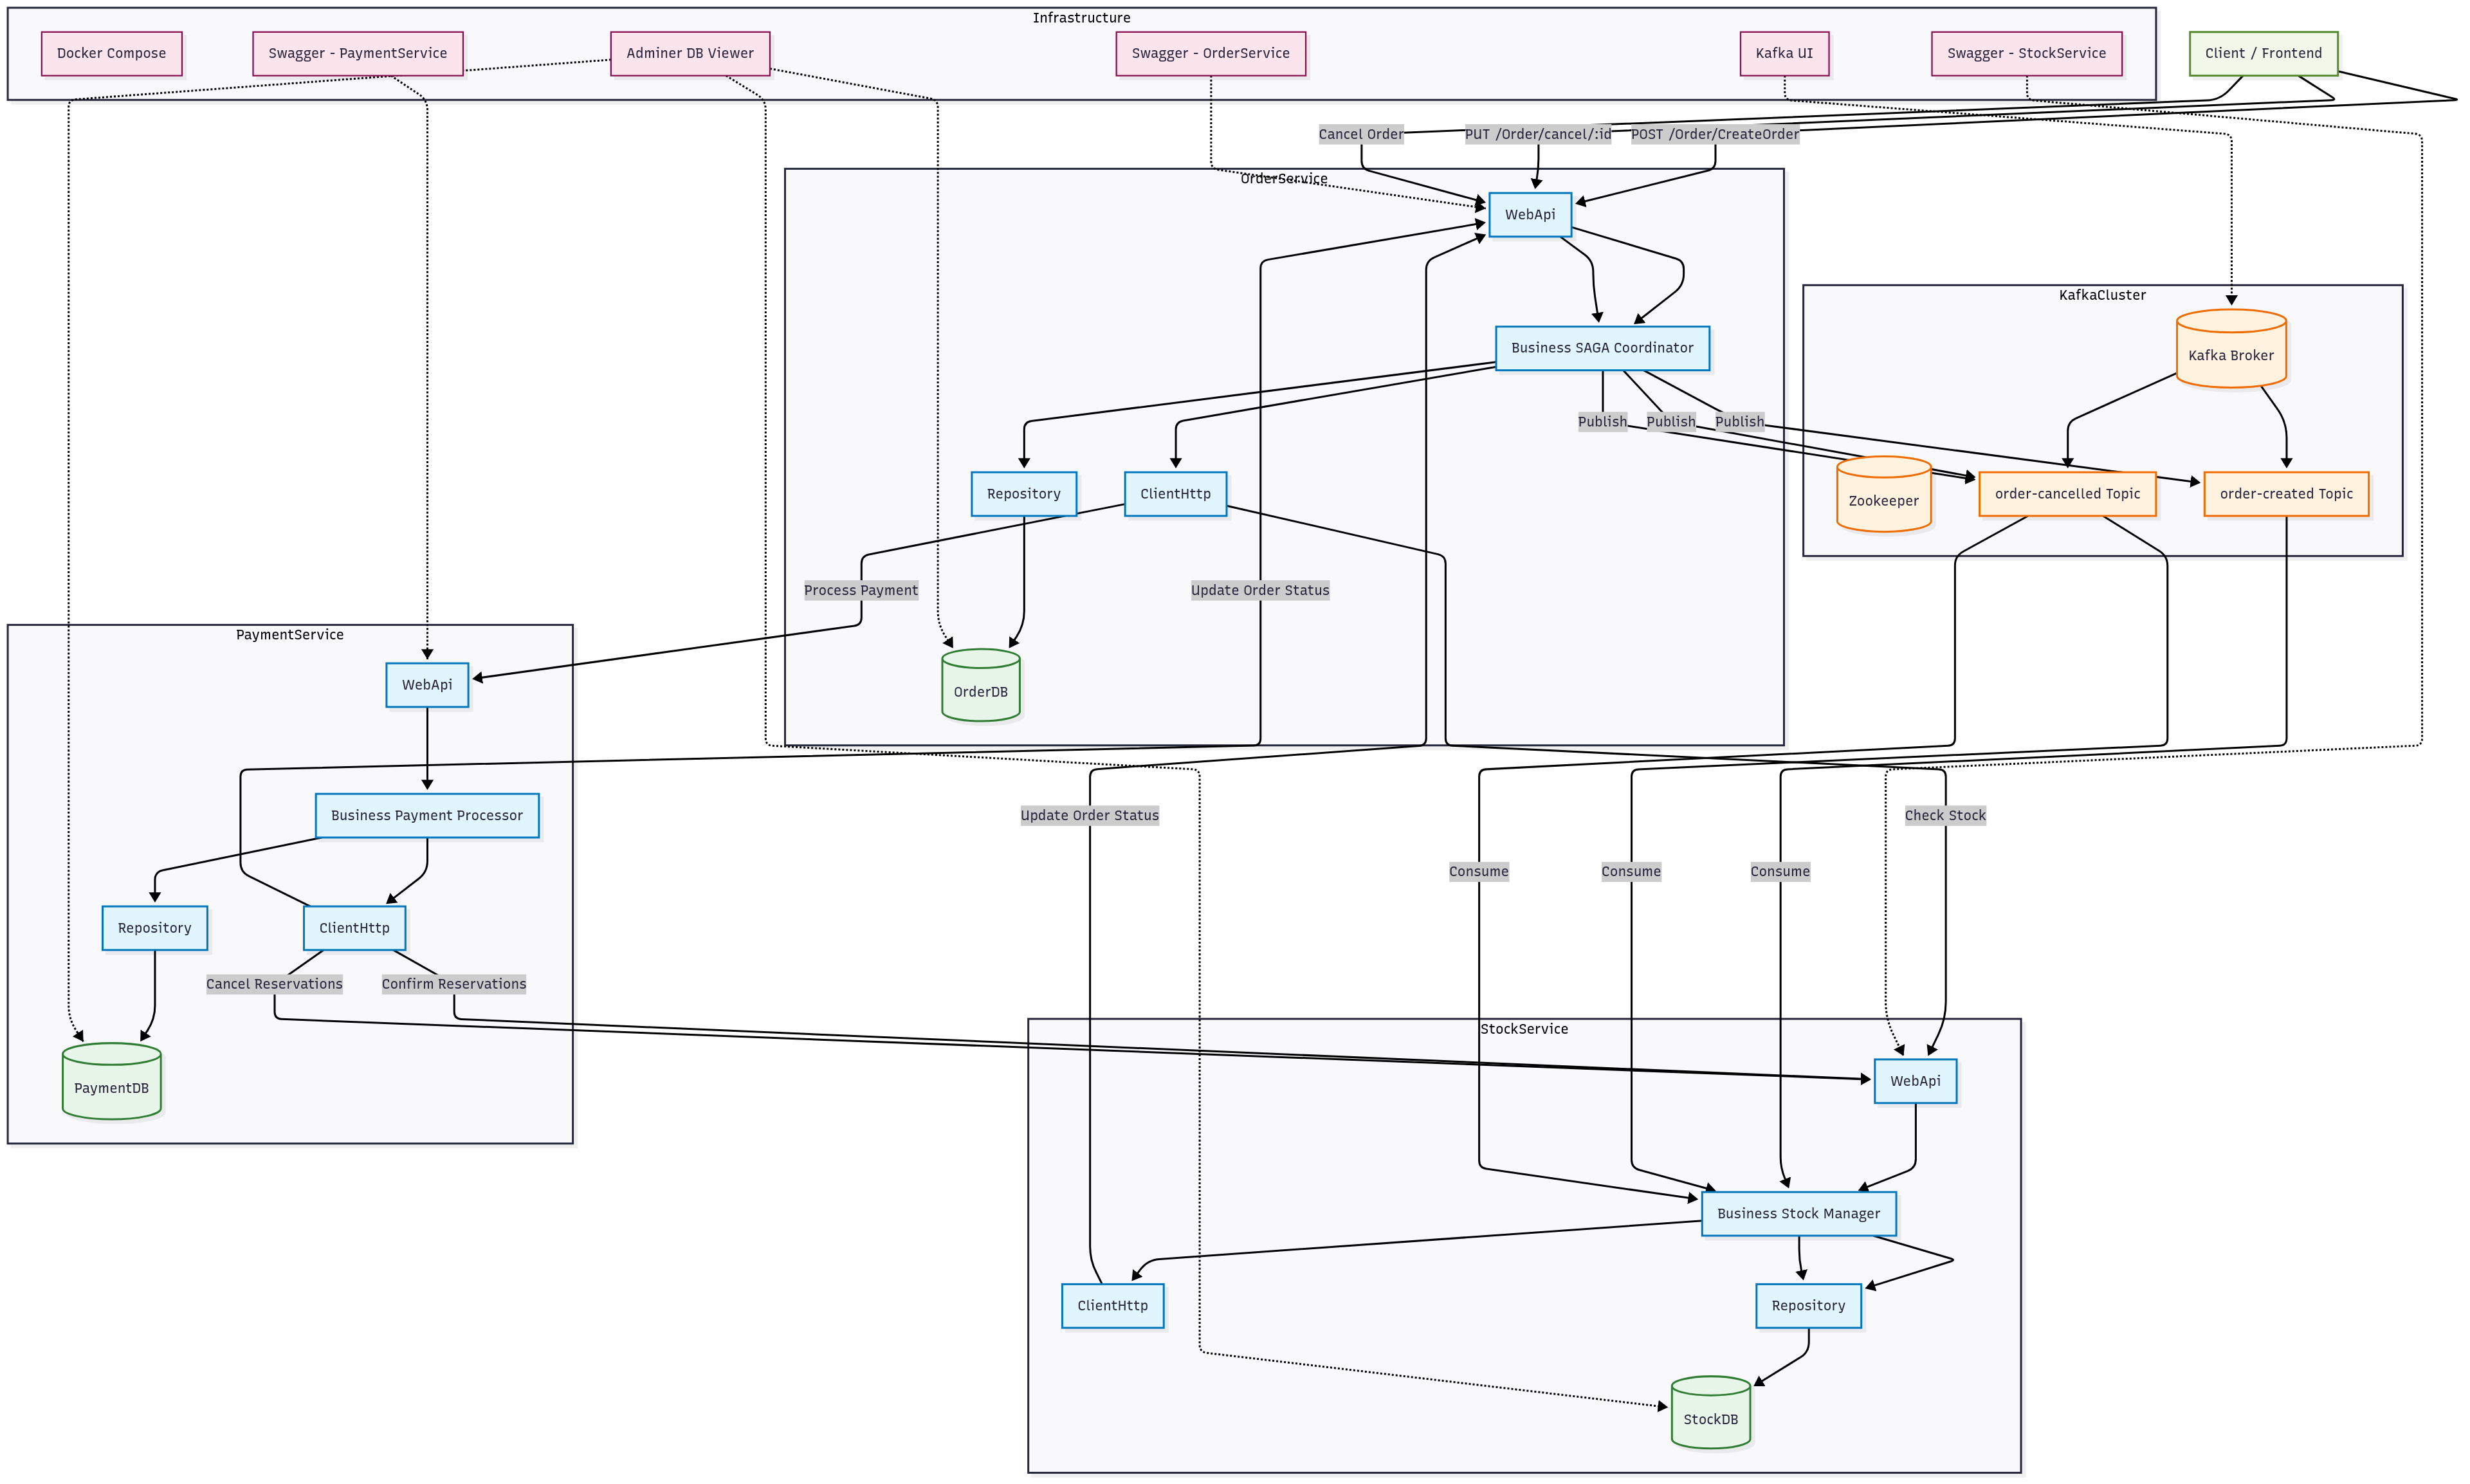 Infrastructure
Docker Compose
Swagger - PaymentService
Adminer DB Viewer
Swagger - OrderService
Kafka UI
Swagger - StockService
Client / Frontend
Cancel Order
PUT /Order/cancel/:id
POST /Order/CreateOrder
OrderService
WebApi
KafkaCluster
Business SAGA Coordinator
Kafka Broker
Publish
Publish
Publish
Repository
ClientHttp
Zookeeper
order-cancelled Topic
order-created Topic
Process Payment
Update Order Status
PaymentService
WebApi
OrderDB
Business Payment Processor
Update Order Status
Check Stock
Consume
Consume
Consume
Repository
ClientHttp
Cancel Reservations
Confirm Reservations
StockService
PaymentDB
WebApi
Business Stock Manager
ClientHttp
Repository
StockDB